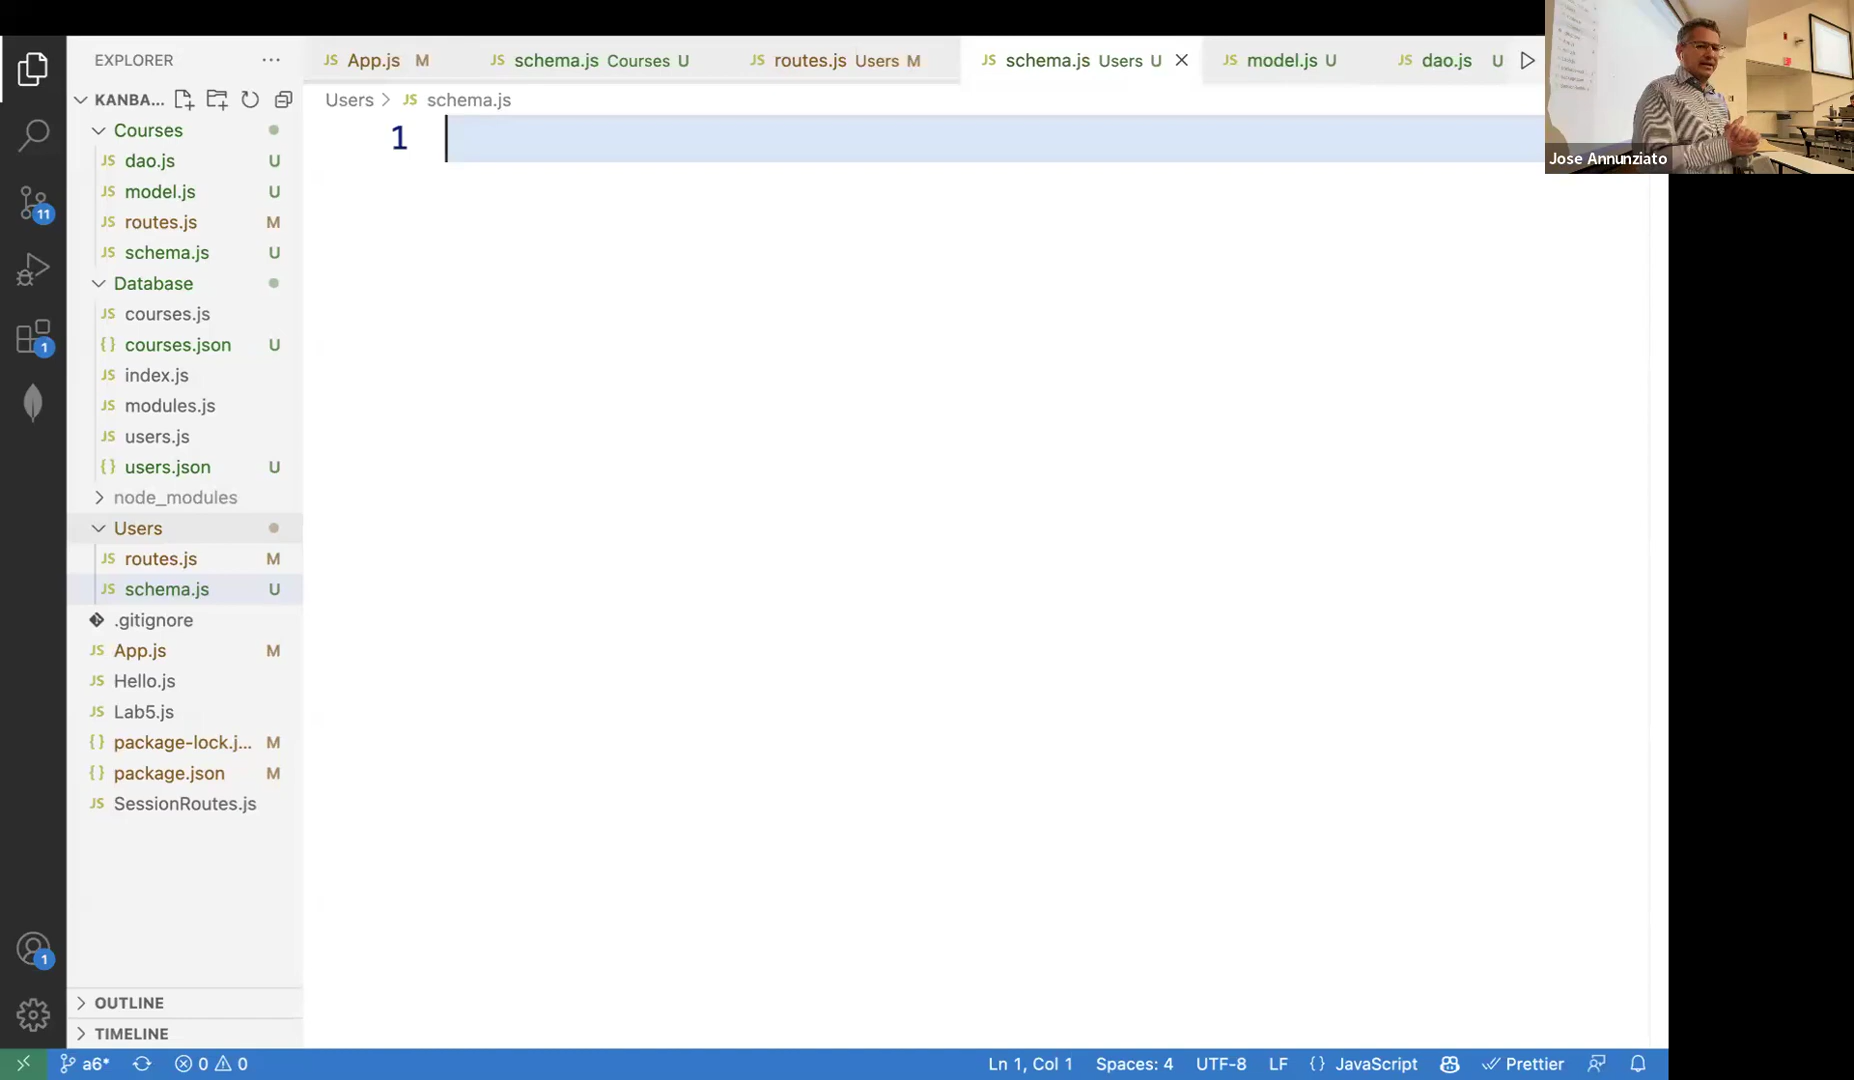 EXPLORER
App.js M
schema.js Courses U
routes.js Users M
schema.js Users U
model.js U
dao.js U
KANBA...
Users > schema.js
1
Courses
dao.js U
model.js U
routes.js M
schema.js U
Database
courses.js
courses.json U
index.js
modules.js
users.js
users.json U
node_modules
Users
routes.js M
schema.js U
.gitignore
App.js M
Hello.js
Lab5.js
package-lock.j... M
package.json M
SessionRoutes.js
11
1
1
OUTLINE
TIMELINE
a6* 0 0 Ln 1, Col 1 Spaces: 4 UTF-8 LF {} JavaScript Prettier
Jose Annunziato